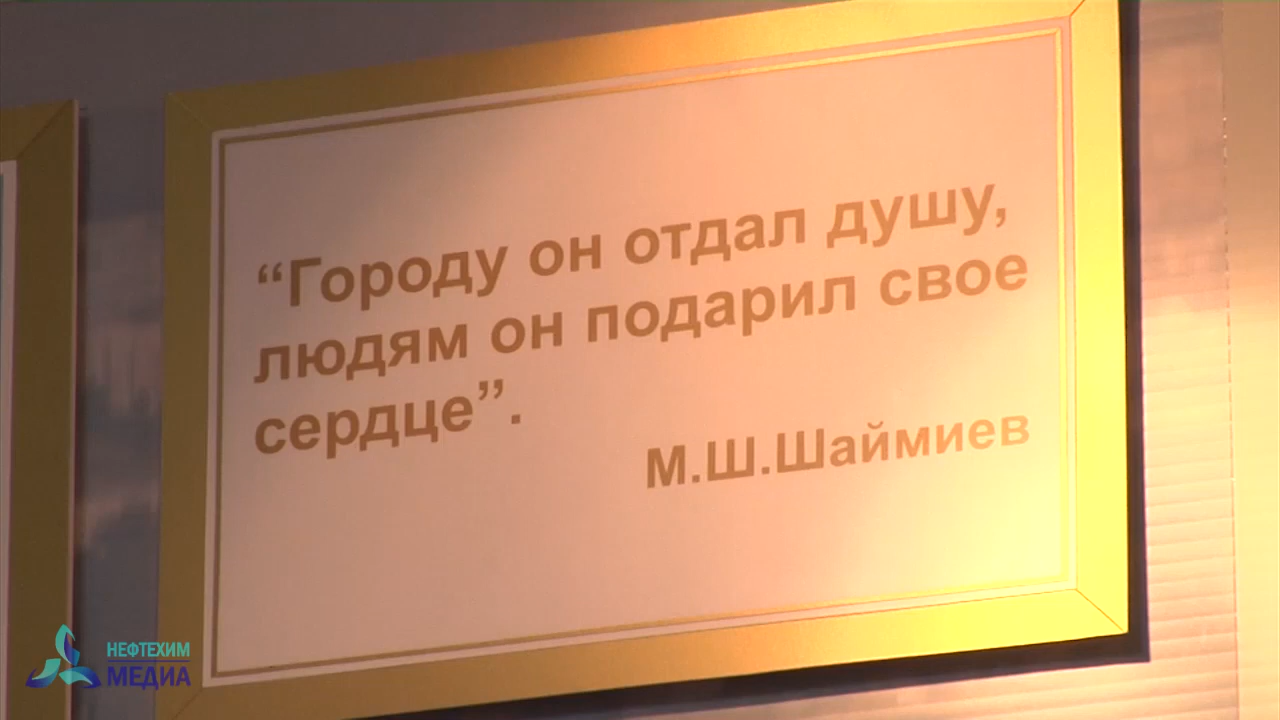 “Городу он отдал душу,
людям он подарил свое
сердце”.
М.Ш.Шаймиев
НЕФТЕХИМ
МЕДИА